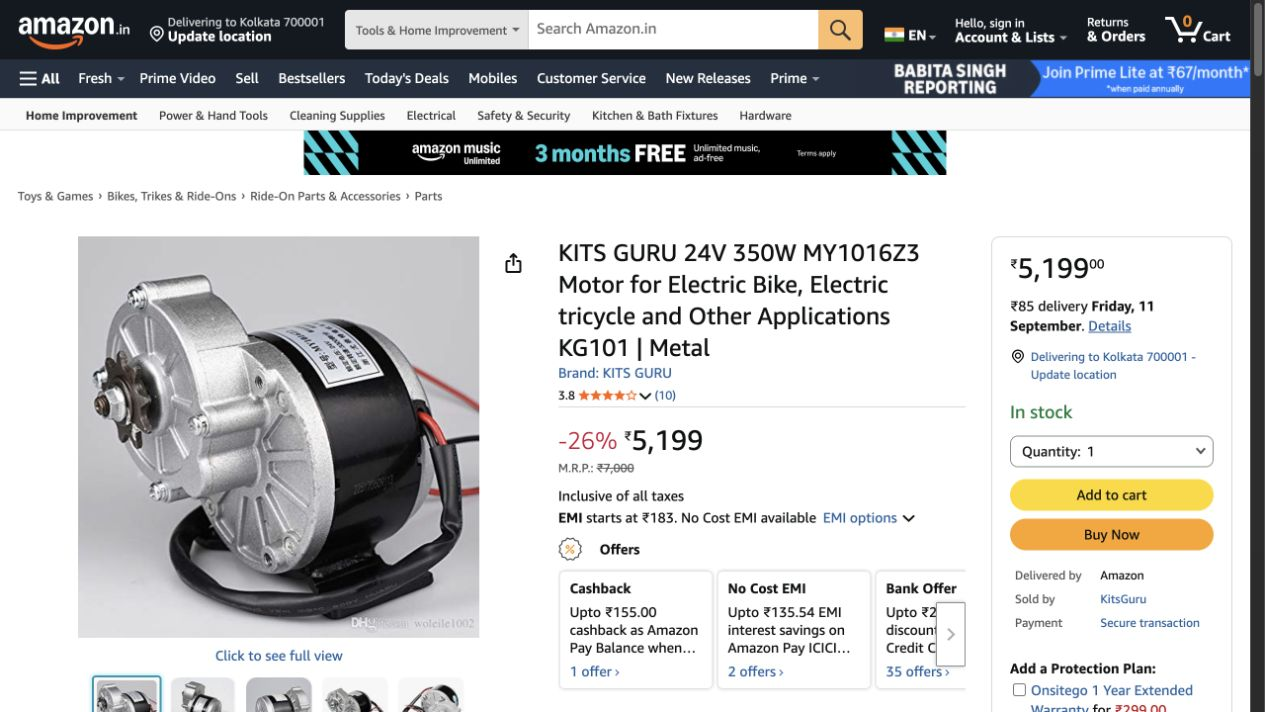 amazon.in
Delivering to Kolkata 700001
Update location
Tools & Home Improvement
Search Amazon.in
EN
Hello, sign in
Account & Lists
Returns
& Orders
0
Cart
All
Fresh
Prime Video
Sell
Bestsellers
Today's Deals
Mobiles
Customer Service
New Releases
Prime
BABITA SINGH
REPORTING
Join Prime Lite at ₹67/month*
*when paid annually
Home Improvement
Power & Hand Tools
Cleaning Supplies
Electrical
Safety & Security
Kitchen & Bath Fixtures
Hardware
amazon music
Unlimited
3 months FREE
Unlimited music,
ad-free
Terms apply
Toys & Games › Bikes, Trikes & Ride-Ons › Ride-On Parts & Accessories › Parts
woleile1002
Click to see full view
KITS GURU 24V 350W MY1016Z3
Motor for Electric Bike, Electric
tricycle and Other Applications
KG101 | Metal
Brand: KITS GURU
3.8 (10)
-26% ₹5,199
M.R.P.: ₹7,000
Inclusive of all taxes
EMI starts at ₹183. No Cost EMI available EMI options
% Offers
Cashback
Upto ₹155.00
cashback as Amazon
Pay Balance when…
1 offer ›
No Cost EMI
Upto ₹135.54 EMI
interest savings on
Amazon Pay ICICI…
2 offers ›
Bank Offer
Upto ₹2
discount
Credit C
35 offers ›
₹5,19900
₹85 delivery Friday, 11
September. Details
Delivering to Kolkata 700001 -
Update location
In stock
Quantity: 1
Add to cart
Buy Now
Delivered by Amazon
Sold by KitsGuru
Payment Secure transaction
Add a Protection Plan:
Onsitego 1 Year Extended
Warranty for ₹299.00